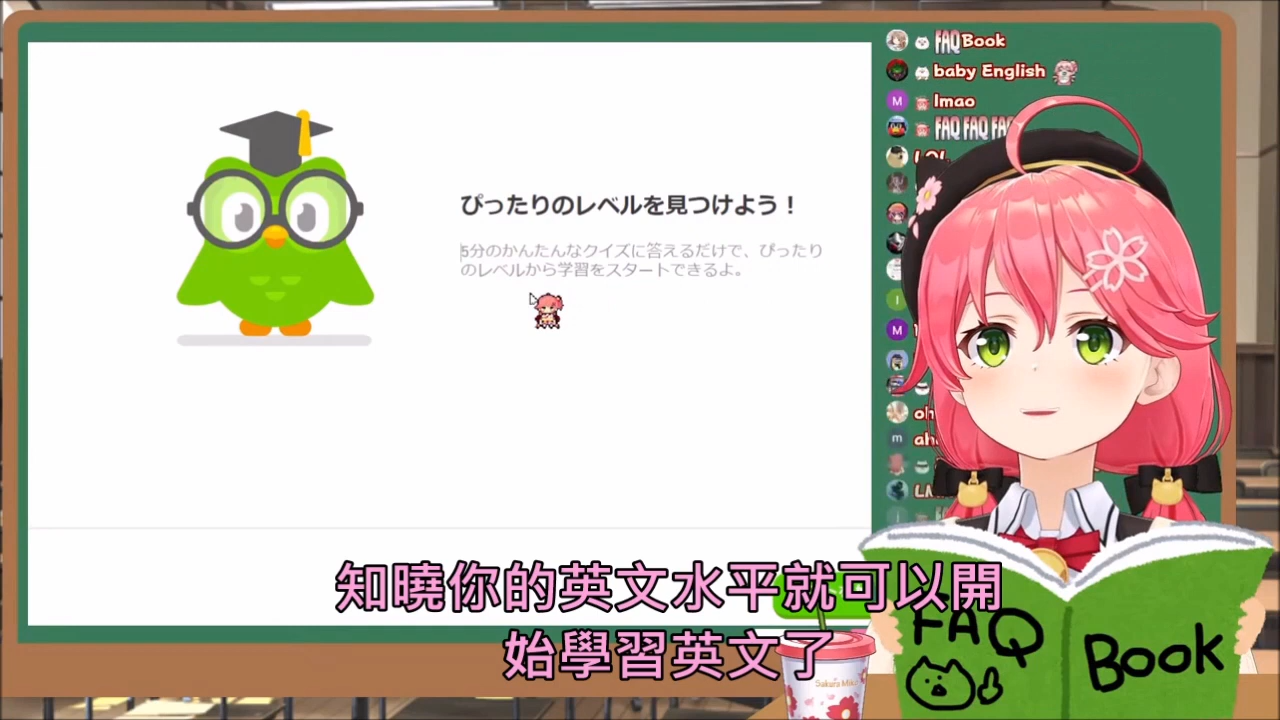 ぴったりのレベルを見つけよう！
5分のかんたんなクイズに答えるだけで、ぴったり
のレベルから学習をスタートできるよ。
FAQBook
baby English
M
lmao
FAQ FAQ
LOL
I
M
m
知曉你的英文水平就可以開
始學習英文了
Sakura Miko
FAQ
Book